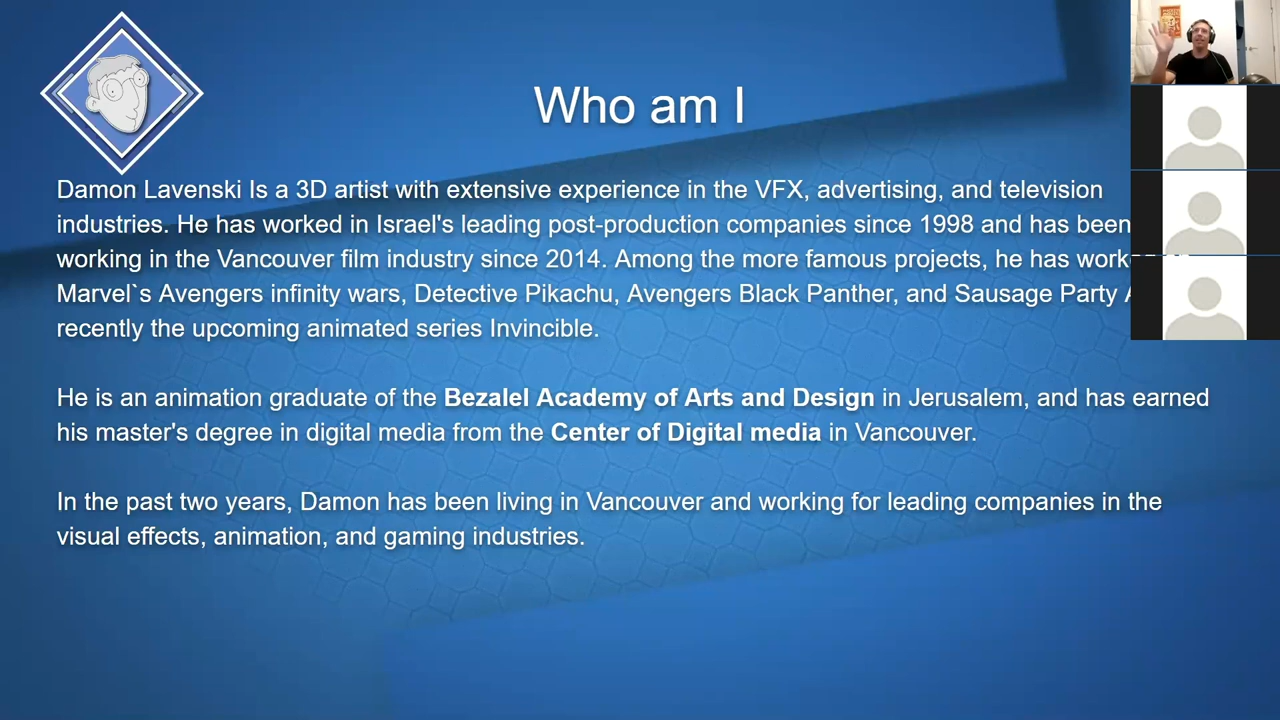 Who am I
Damon Lavenski Is a 3D artist with extensive experience in the VFX, advertising, and television
industries. He has worked in Israel's leading post-production companies since 1998 and has been
working in the Vancouver film industry since 2014. Among the more famous projects, he has
Marvel`s Avengers infinity wars, Detective Pikachu, Avengers Black Panther, and Sausage Party
recently the upcoming animated series Invincible.
He is an animation graduate of the Bezalel Academy of Arts and Design in Jerusalem, and has earned
his master's degree in digital media from the Center of Digital media in Vancouver.
In the past two years, Damon has been living in Vancouver and working for leading companies in the
visual effects, animation, and gaming industries.